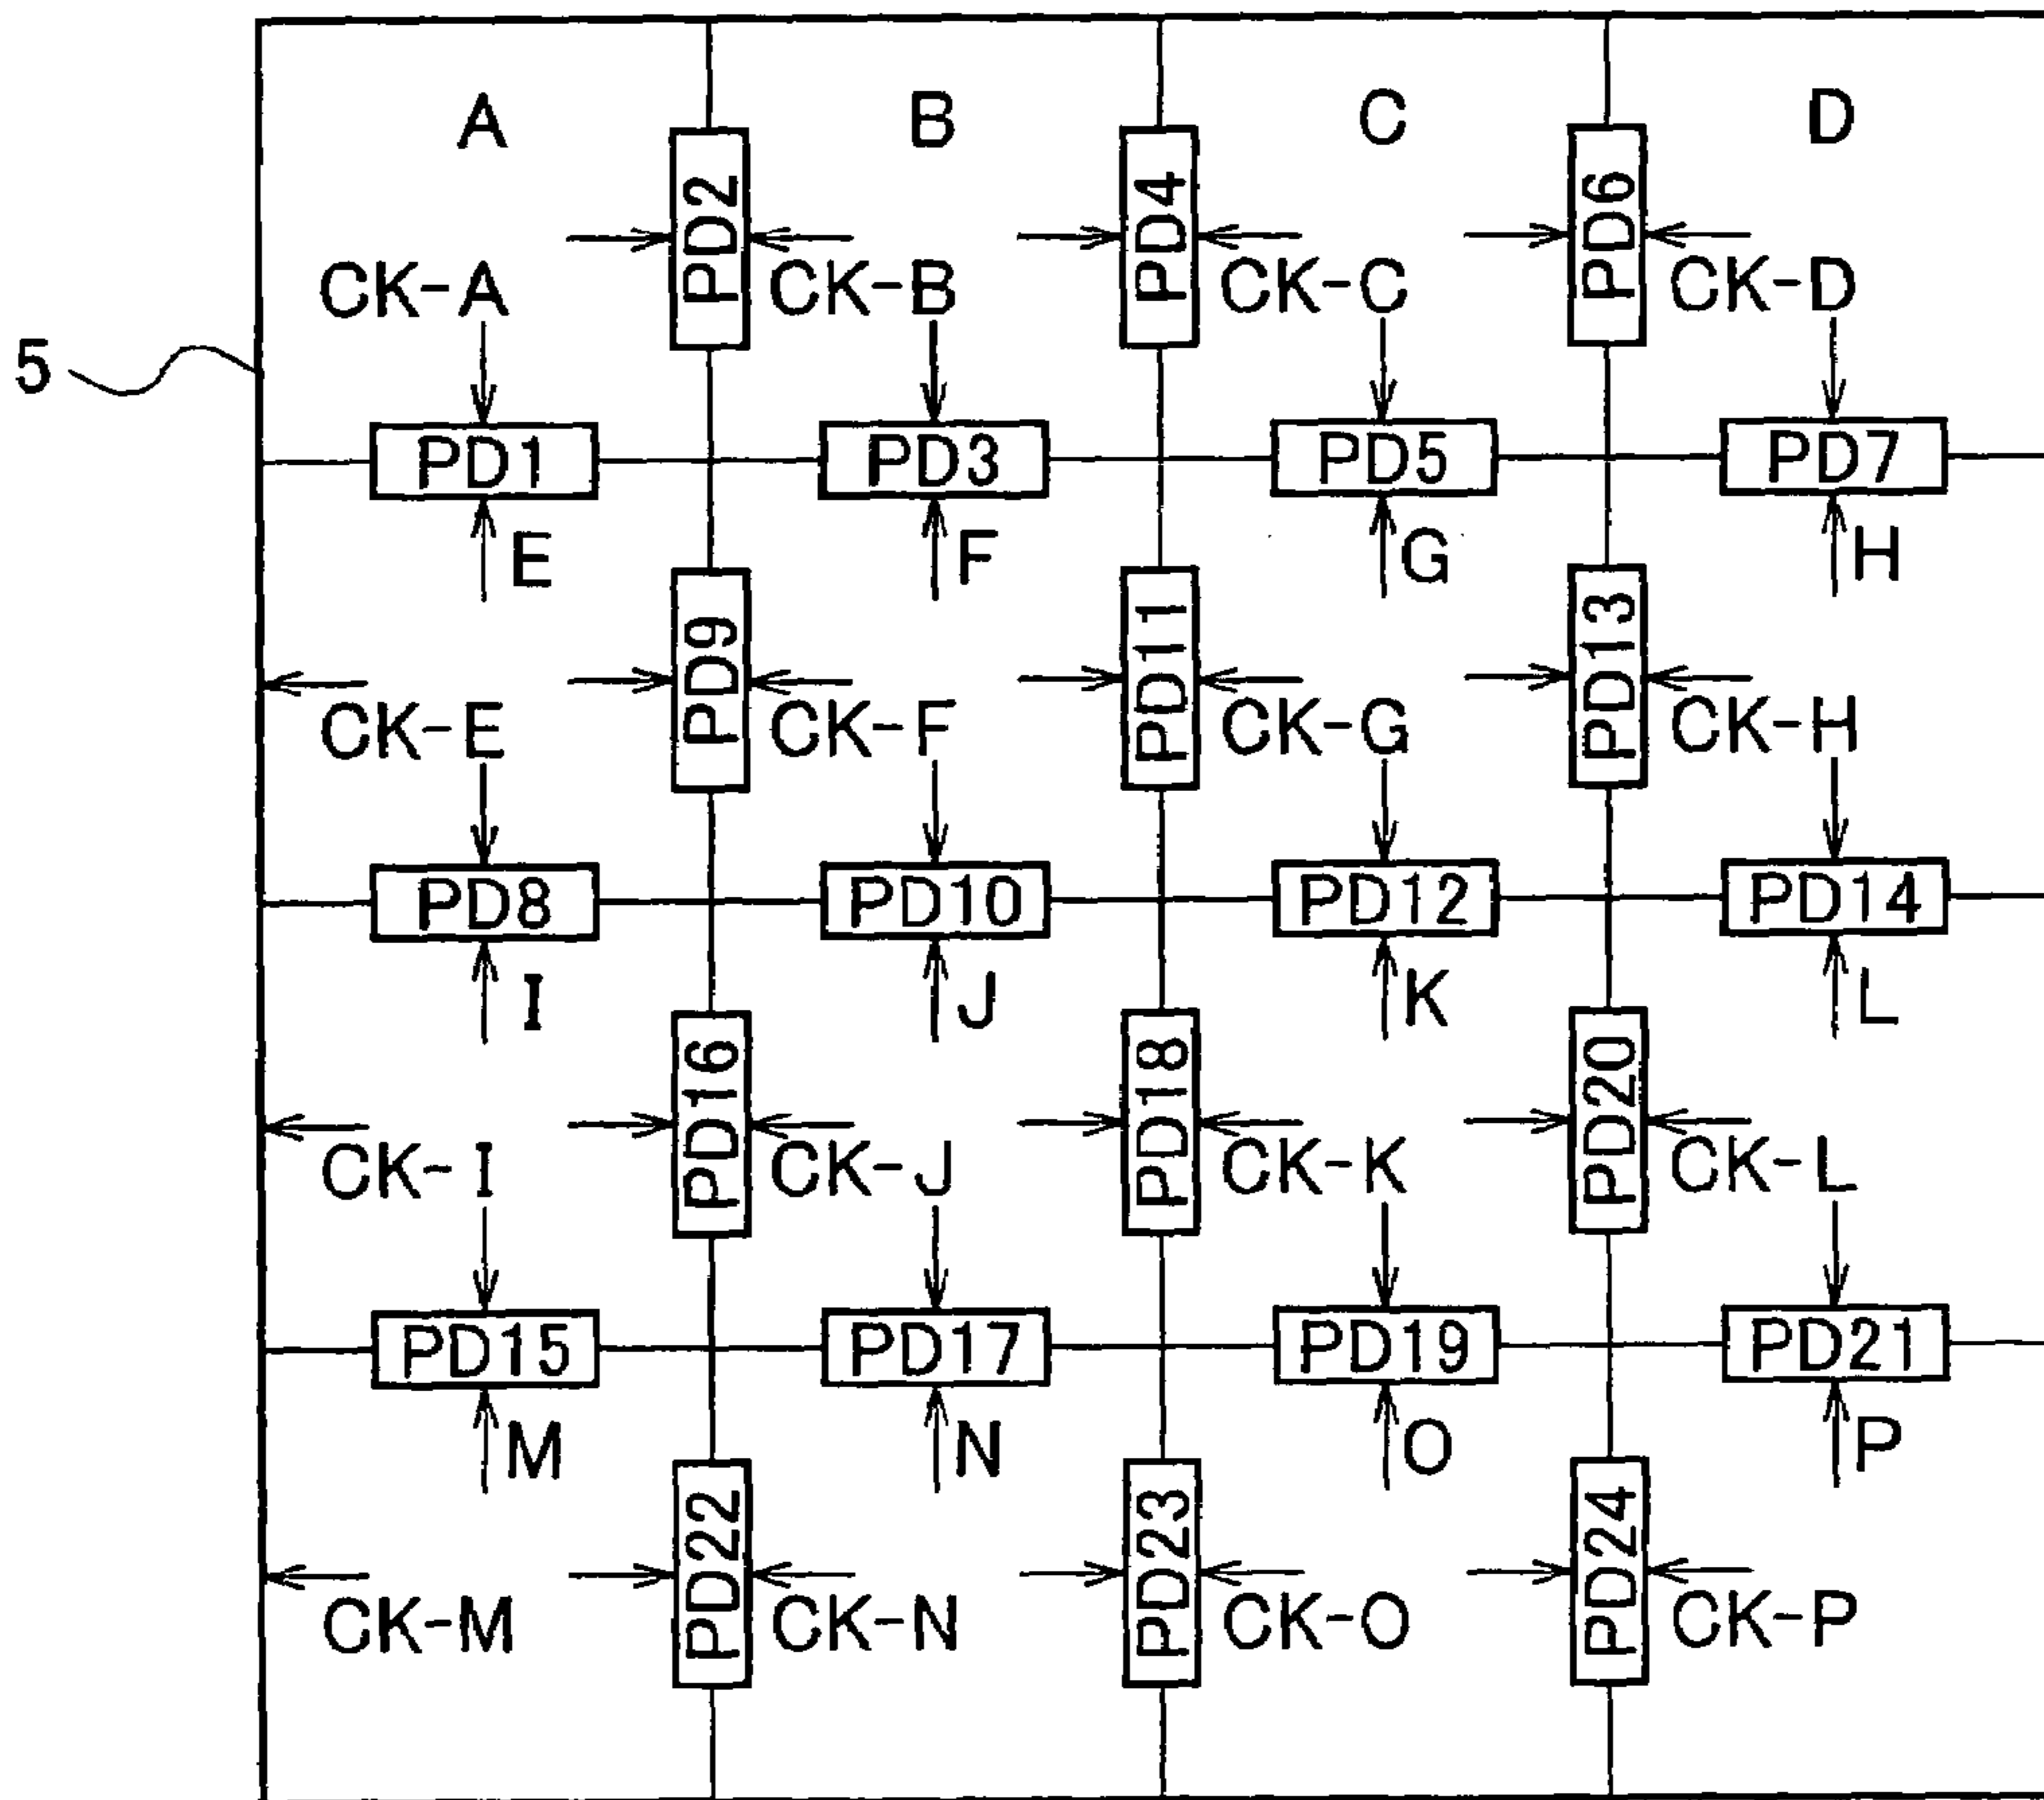 A B C D
PD2 PD4 PD6
CK-A CK-B CK-C CK-D
5
PD1 PD3 PD5 PD7
E F G H
PD9 PD11 PD13
CK-E CK-F CK-G CK-H
PD8 PD10 PD12 PD14
I J K L
PD16 PD18 PD20
CK-I CK-J CK-K CK-L
PD15 PD17 PD19 PD21
M N O P
PD22 PD23 PD24
CK-M CK-N CK-O CK-P